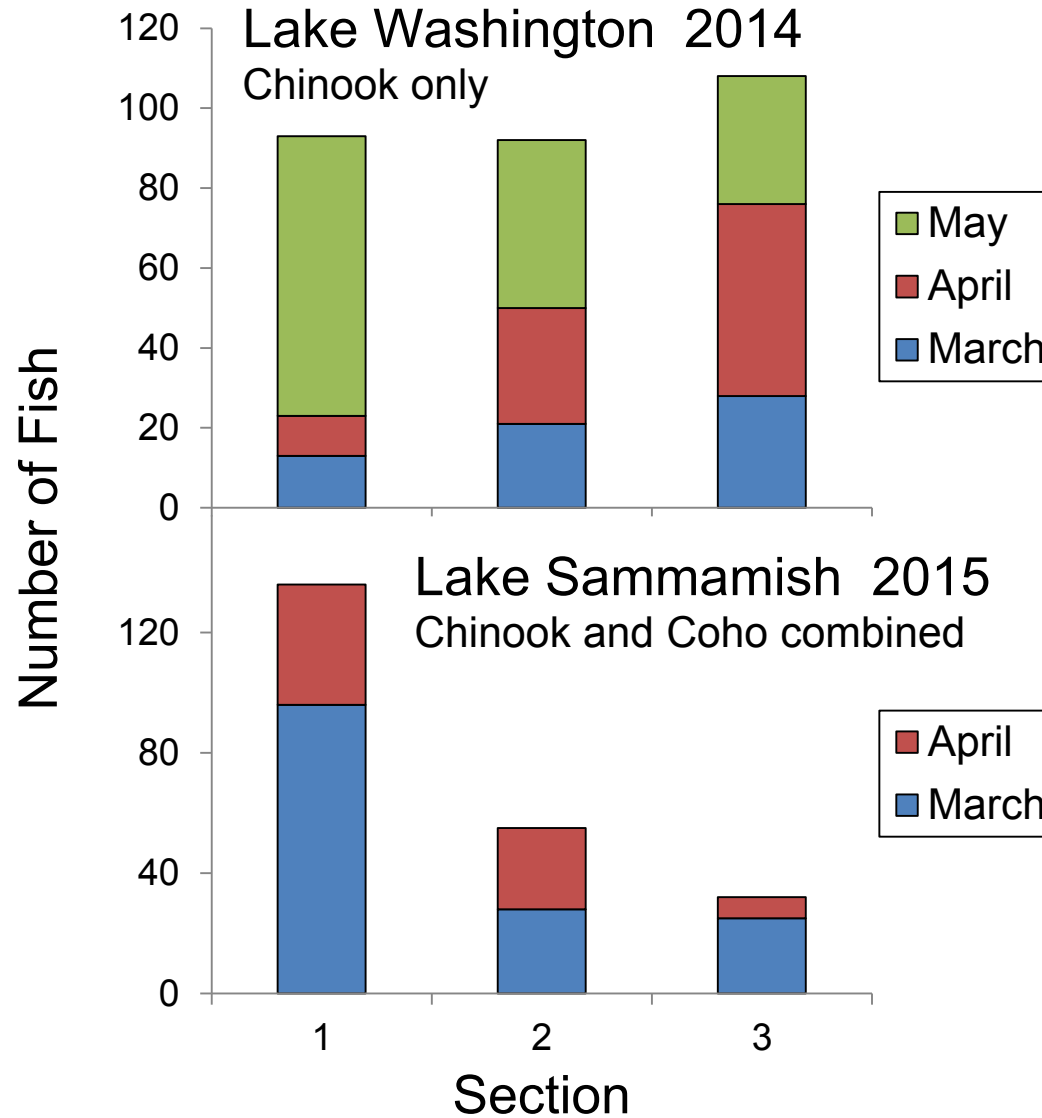 Lake Washington  2014
Chinook only
120
100
80
60
40
20
0
May
April
March
Number of Fish
Lake Sammamish  2015
Chinook and Coho combined
120
80
40
0
April
March
1 2 3
Section